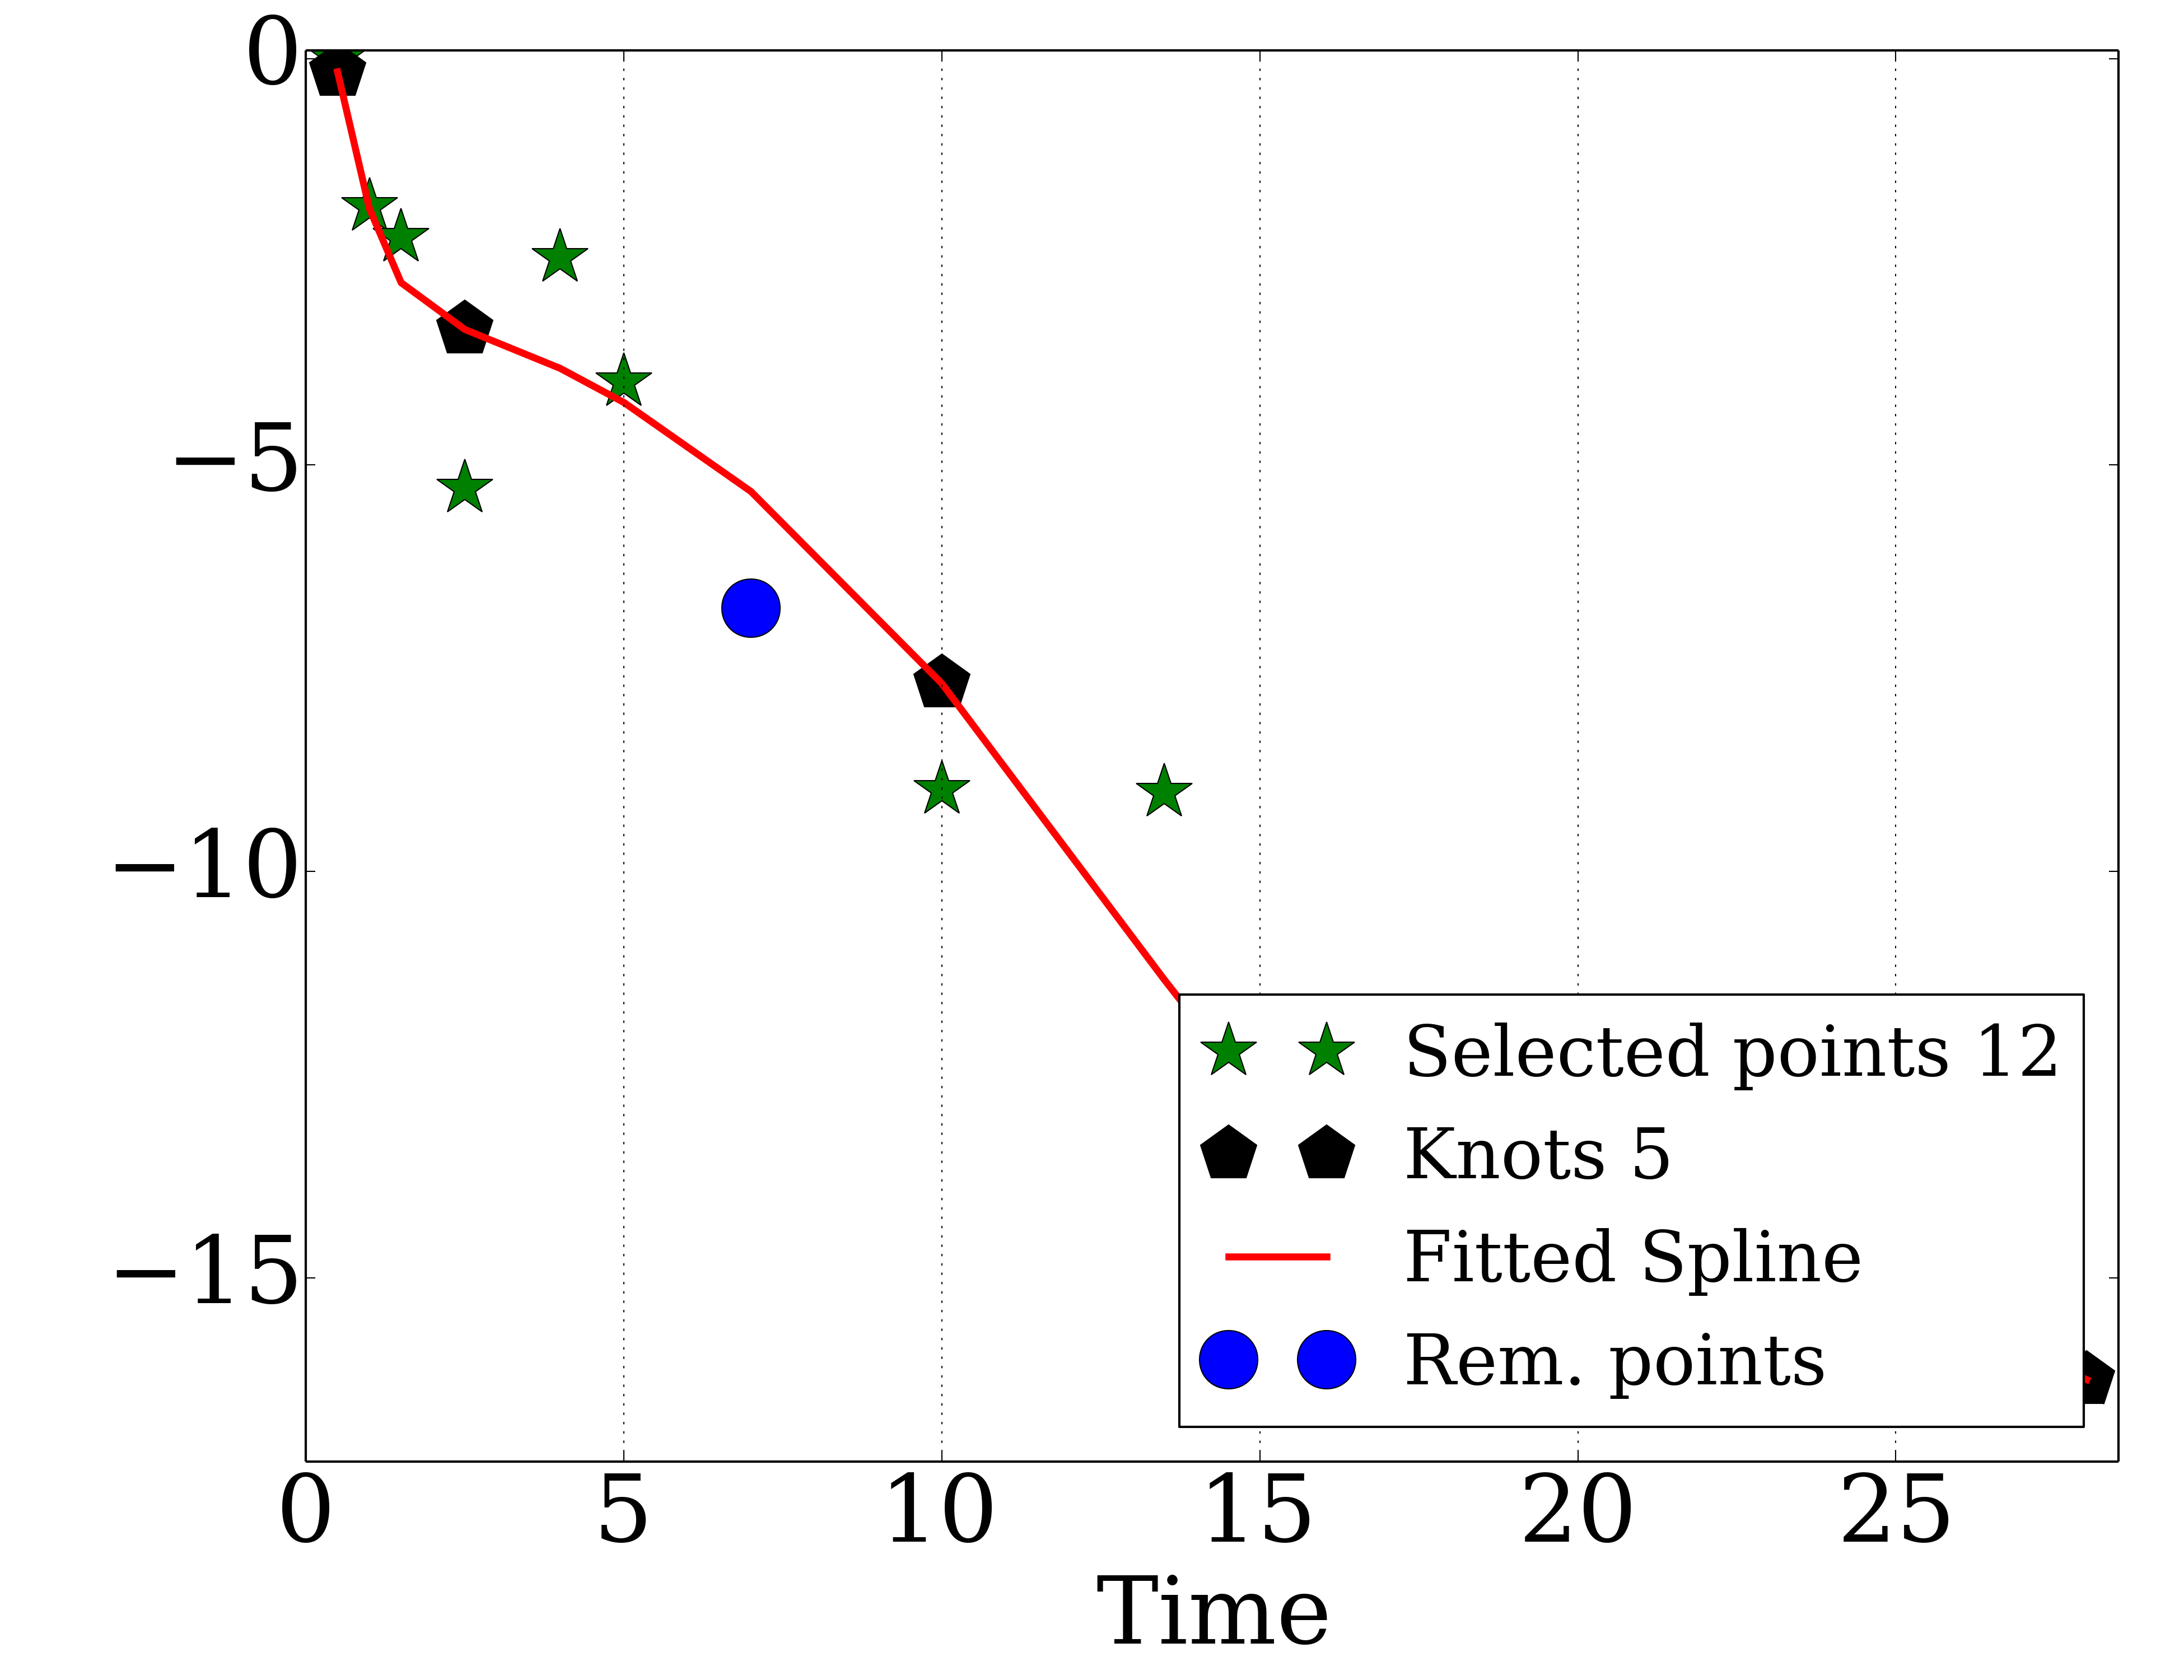 0
−5
−10
−15
Selected points 12
Knots 5
Fitted Spline
Rem. points
0 5 10 15 20 25
Time